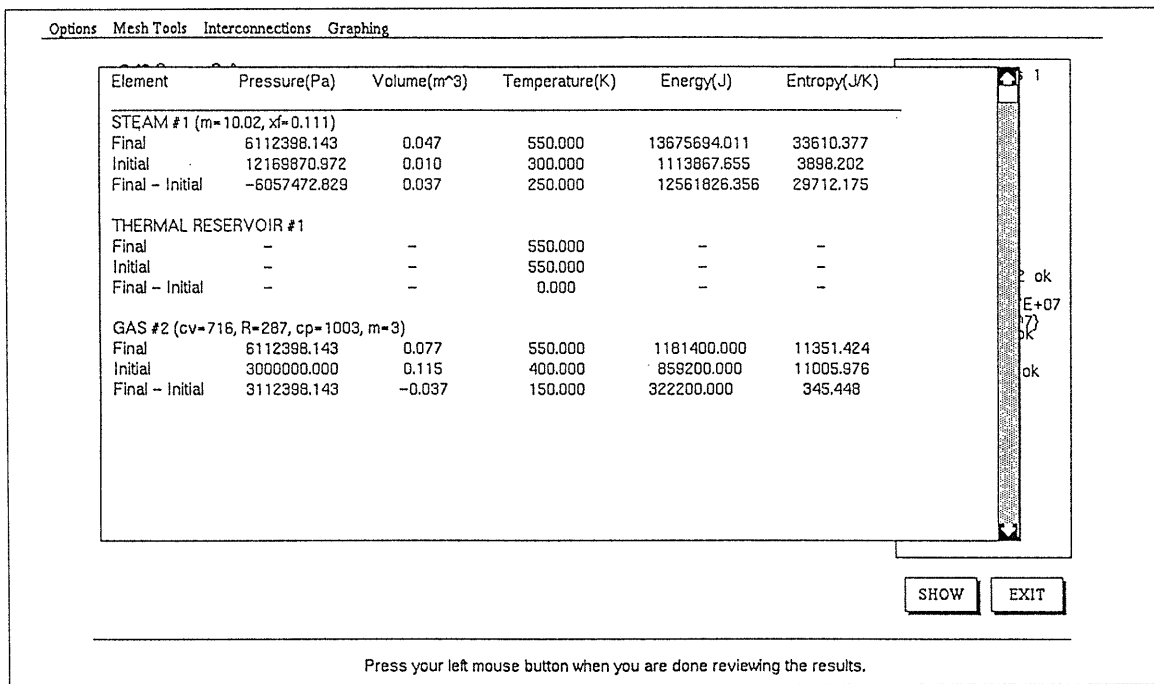 Options Mesh Tools Interconnections Graphing
Element Pressure(Pa) Volume(m^3) Temperature(K) Energy(J) Entropy(J/K)
1
STEAM #1 (m=10.02, xf=0.111)
Final 6112398.143 0.047 550.000 13675694.011 33610.377
Initial 12169870.972 0.010 300.000 1113867.655 3898.202
Final - Initial -6057472.829 0.037 250.000 12561826.356 29712.175
THERMAL RESERVOIR #1
Final - - 550.000 - -
Initial - - 550.000 - -
Final - Initial - - 0.000 - -
ok
E+07
GAS #2 (cv=716, R=287, cp=1003, m=3)
Final 6112398.143 0.077 550.000 1181400.000 11351.424
Initial 3000000.000 0.115 400.000 859200.000 11005.976
ok
Final - Initial 3112398.143 -0.037 150.000 322200.000 345.448
SHOW EXIT
Press your left mouse button when you are done reviewing the results.